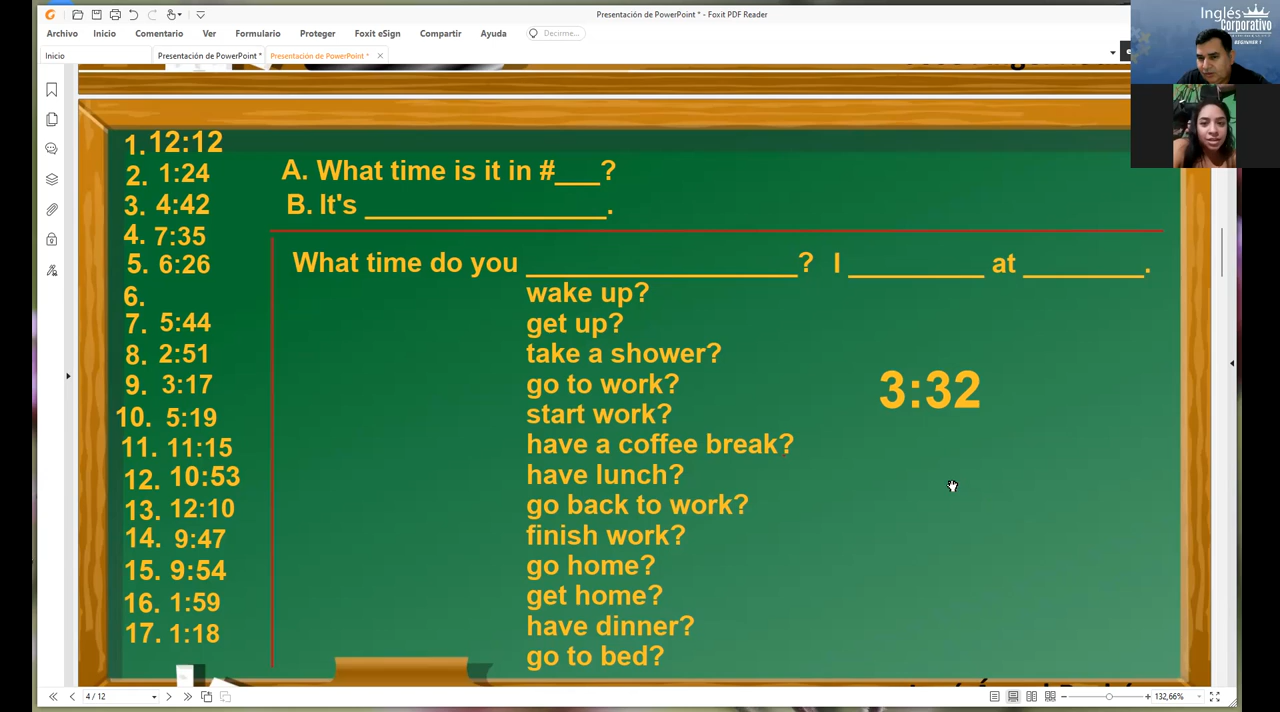 Presentación de PowerPoint * - Foxit PDF Reader
Archivo Inicio Comentario Ver Formulario Proteger Foxit eSign Compartir Ayuda Decirme...
Inicio Presentación de PowerPoint * Presentación de PowerPoint *
Inglés
Corporativo
BEGINNER 1
1. 12:12
2. 1:24
3. 4:42
4. 7:35
5. 6:26
6.
7. 5:44
8. 2:51
9. 3:17
10. 5:19
11. 11:15
12. 10:53
13. 12:10
14. 9:47
15. 9:54
16. 1:59
17. 1:18
A. What time is it in #___?
B. It's ________________.
What time do you __________________? I _________ at ________.
wake up?
get up?
take a shower?
go to work?
start work?
have a coffee break?
have lunch?
go back to work?
finish work?
go home?
get home?
have dinner?
go to bed?
3:32
4 / 12
132,66%